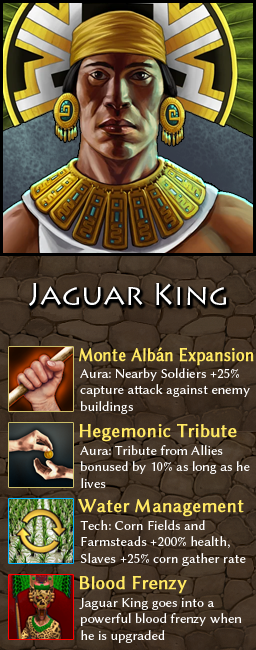 Jaguar King
Monte Albán Expansion
Aura: Nearby Soldiers +25%
capture attack against enemy
buildings
Hegemonic Tribute
Aura: Tribute from Allies
bonused by 10% as long as he
lives
Water Management
Tech: Corn Fields and
Farmsteads +200% health,
Slaves +25% corn gather rate
Blood Frenzy
Jaguar King goes into a
powerful blood frenzy when
he is upgraded